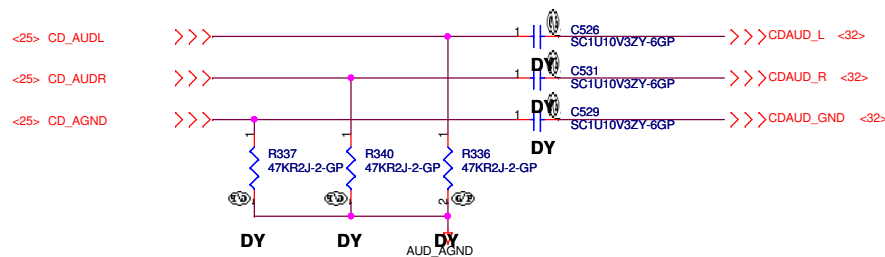 <25> CD_AUDL
1
C526
SC1U10V3ZY-6GP
CDAUD_L <32>
DY
<25> CD_AUDR
1
C531
SC1U10V3ZY-6GP
CDAUD_R <32>
DY
<25> CD_AGND
1
C529
SC1U10V3ZY-6GP
CDAUD_GND <32>
DY
1
R337
47KR2J-2-GP
1
R340
47KR2J-2-GP
1
R336
47KR2J-2-GP
2
DY
DY
DY
AUD_AGND